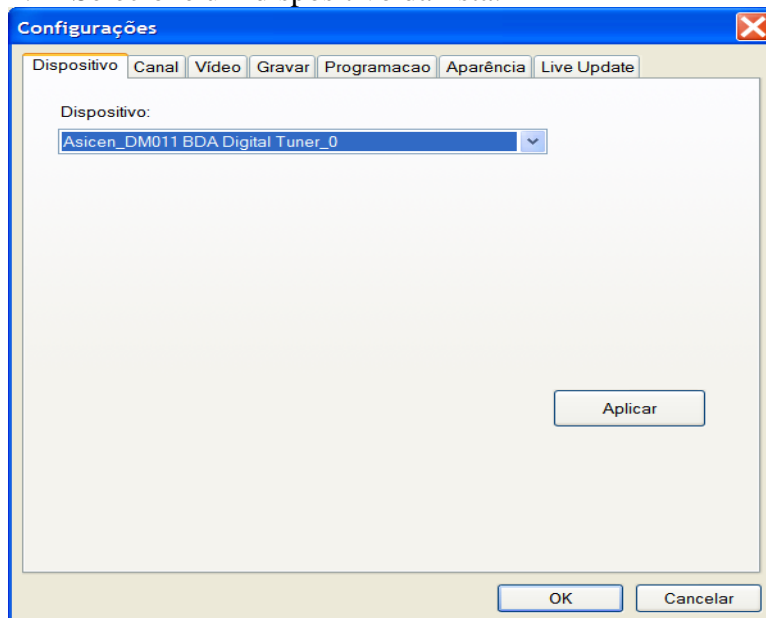 Configurações
Dispositivo Canal Vídeo Gravar Programacao Aparência Live Update
Dispositivo:
Asicen_DM011 BDA Digital Tuner_0
Aplicar
OK Cancelar